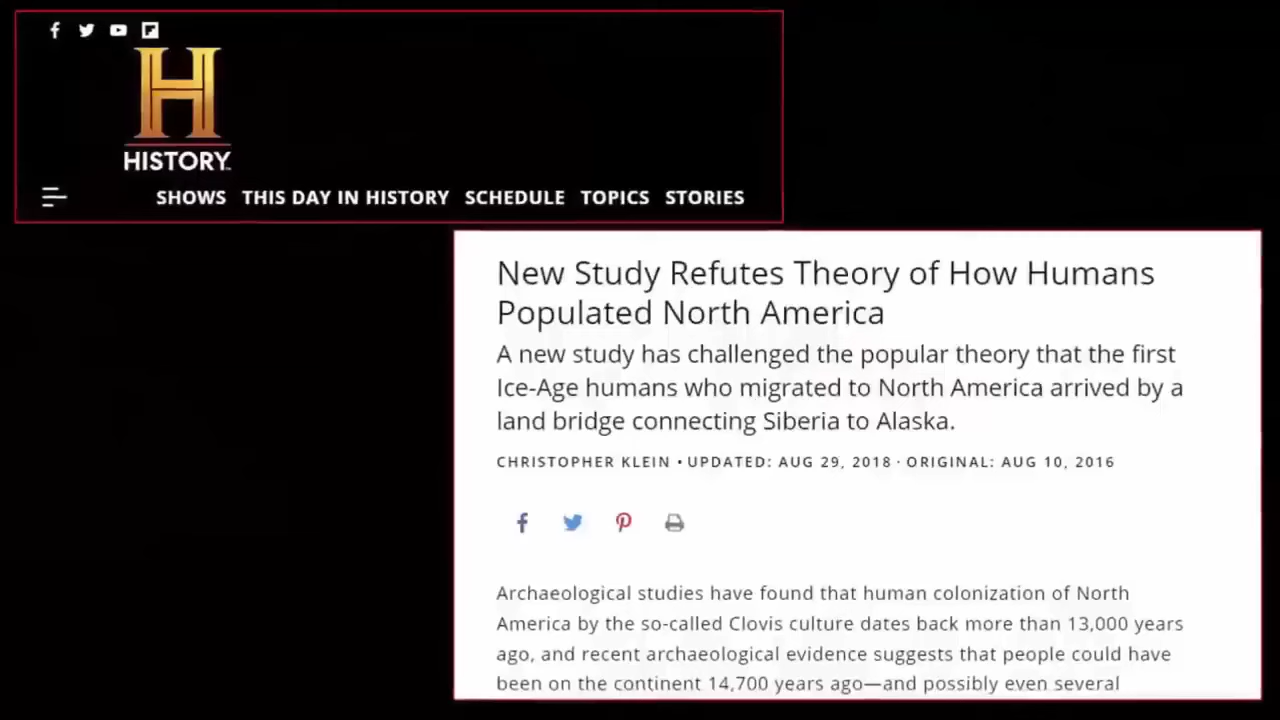 H
HISTORY
SHOWS THIS DAY IN HISTORY SCHEDULE TOPICS STORIES
New Study Refutes Theory of How Humans
Populated North America
A new study has challenged the popular theory that the first
Ice-Age humans who migrated to North America arrived by a
land bridge connecting Siberia to Alaska.
CHRISTOPHER KLEIN • UPDATED: AUG 29, 2018 · ORIGINAL: AUG 10, 2016
Archaeological studies have found that human colonization of North
America by the so-called Clovis culture dates back more than 13,000 years
ago, and recent archaeological evidence suggests that people could have
been on the continent 14,700 years ago—and possibly even several